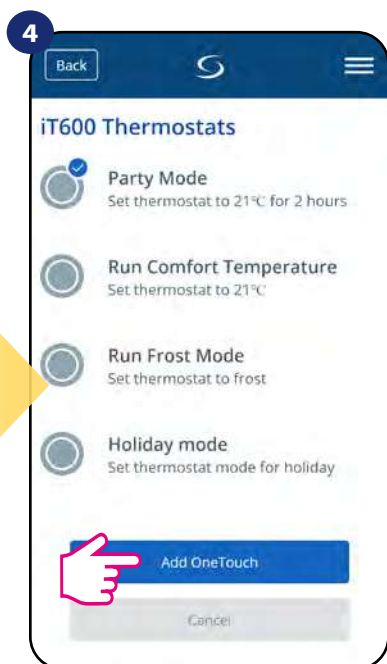 4
Back
iT600 Thermostats
Party Mode
Set thermostat to 21°C for 2 hours
Run Comfort Temperature
Set thermostat to 21°C
Run Frost Mode
Set thermostat to frost
Holiday mode
Set thermostat mode for holiday
Add OneTouch
Cancel